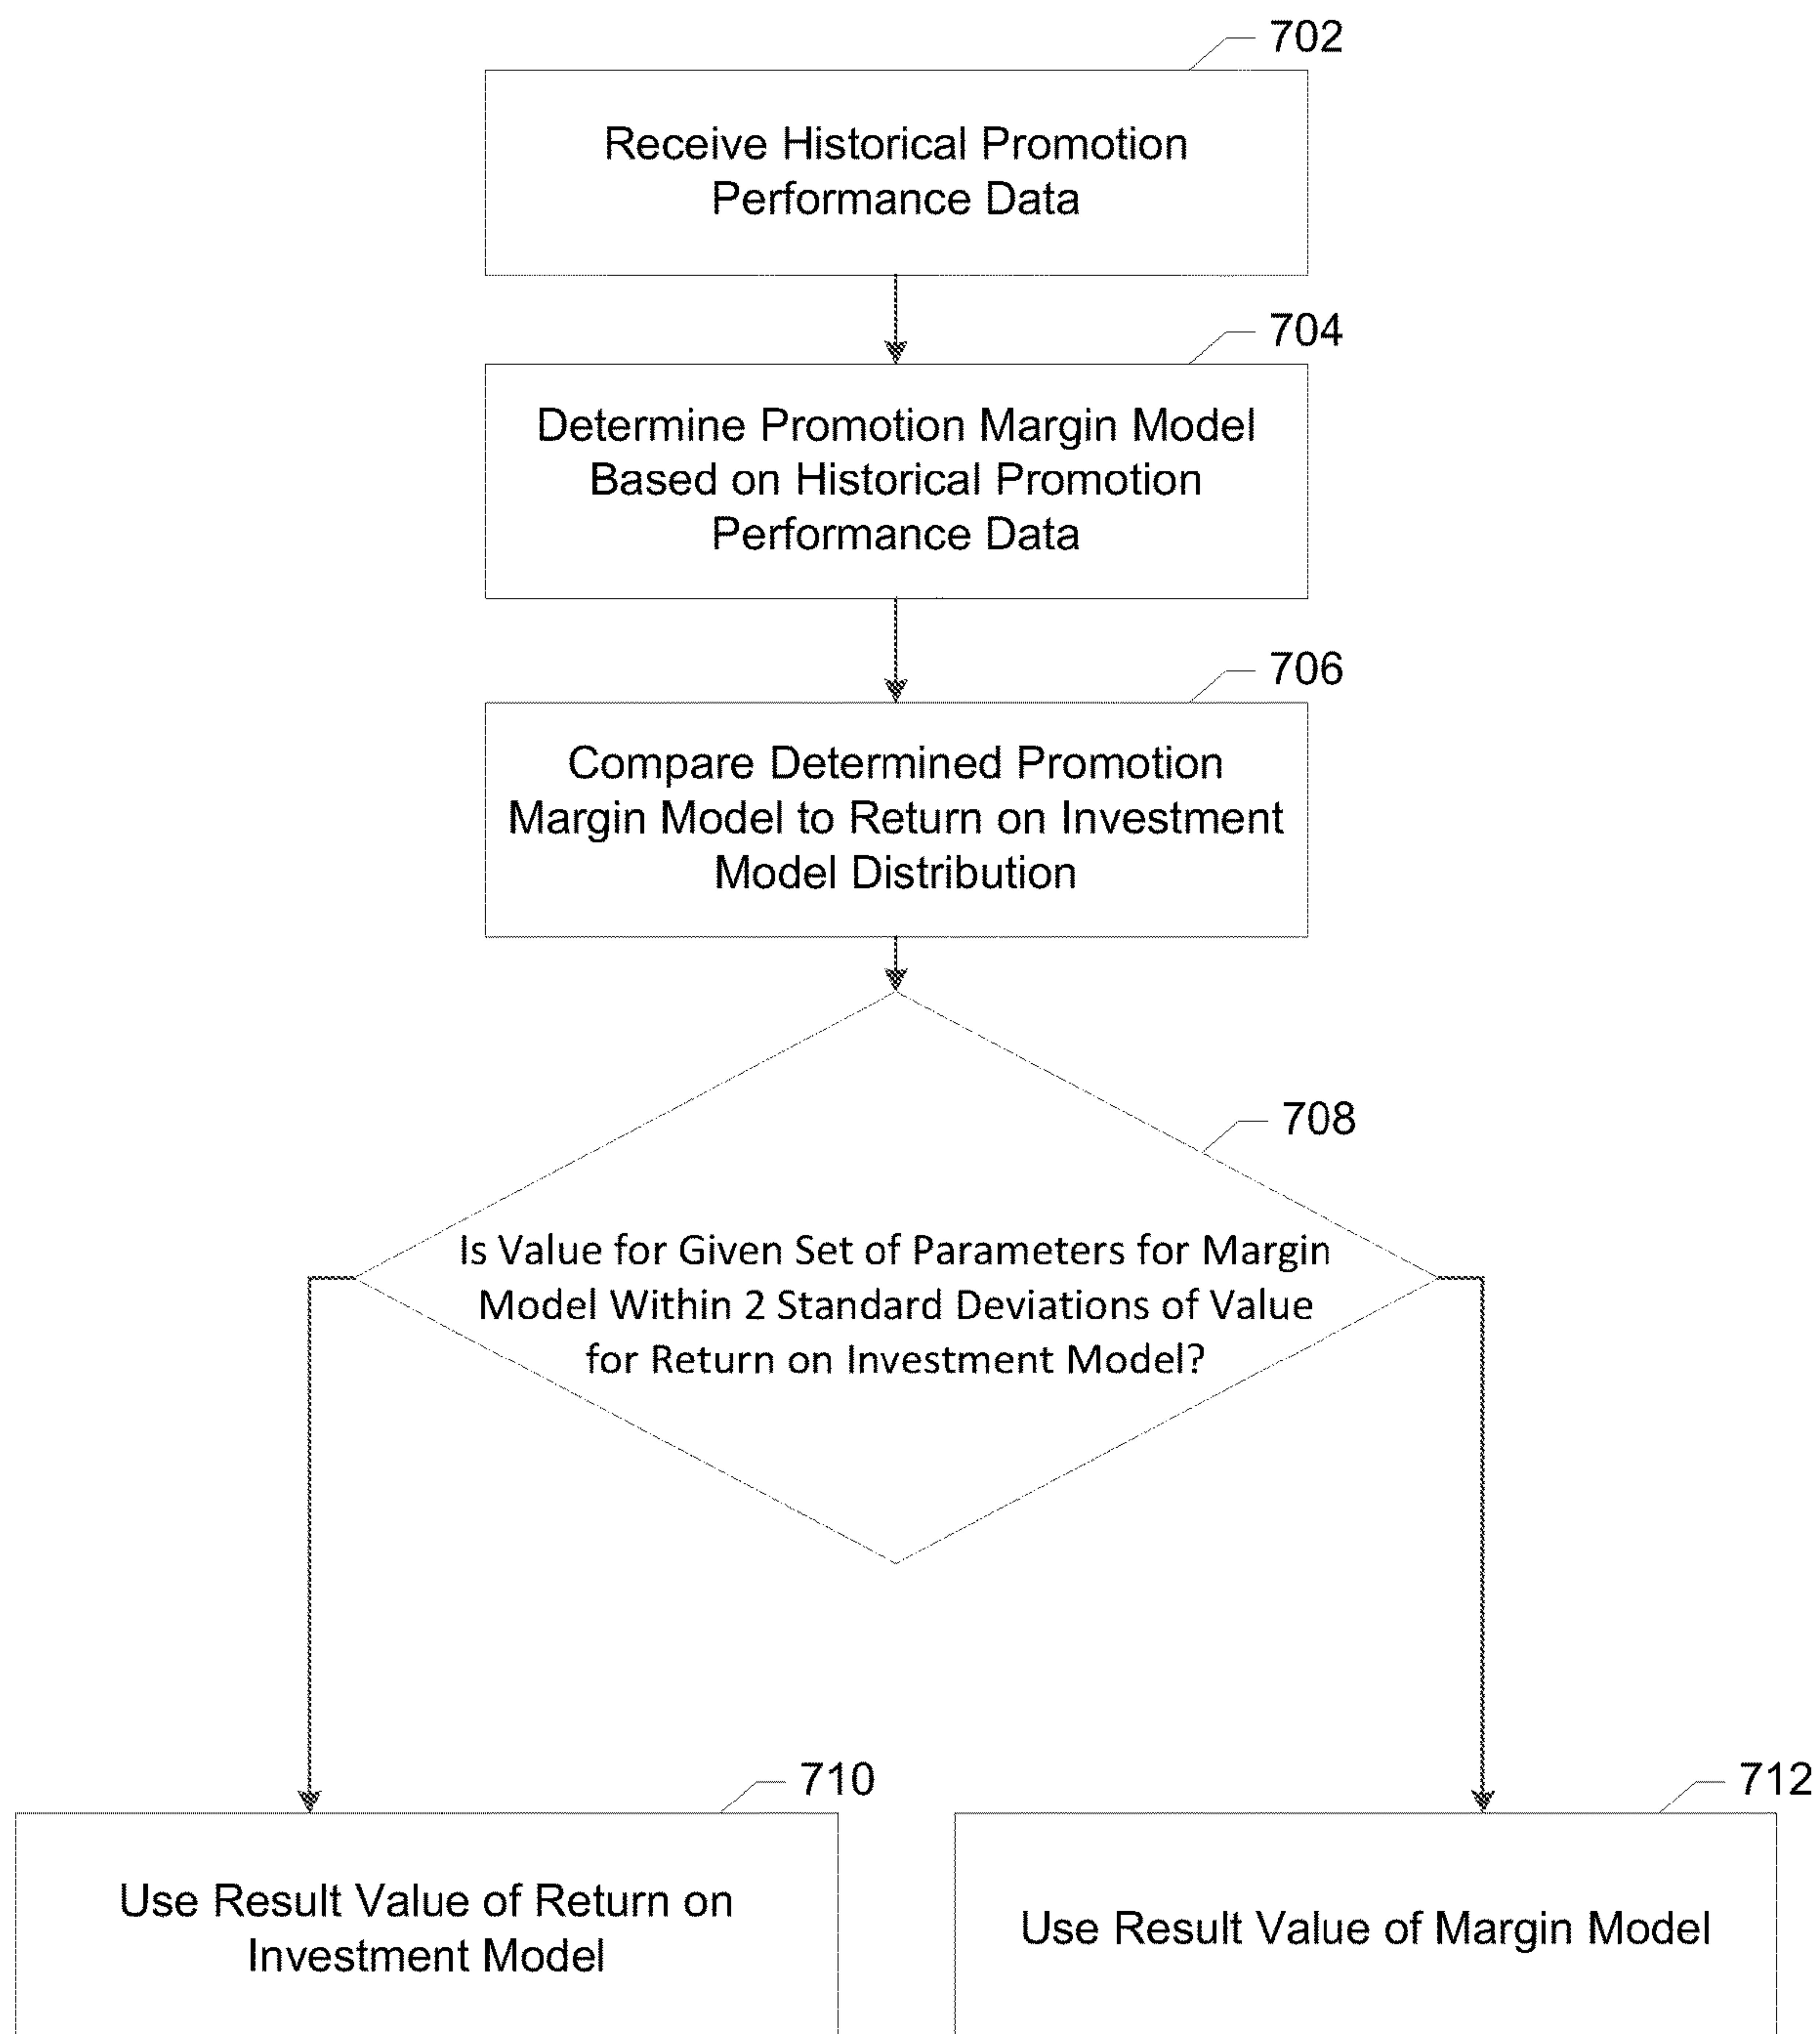 702
Receive Historical Promotion
Performance Data
704
Determine Promotion Margin Model
Based on Historical Promotion
Performance Data
706
Compare Determined Promotion
Margin Model to Return on Investment
Model Distribution
708
Is Value for Given Set of Parameters for Margin
Model Within 2 Standard Deviations of Value
for Return on Investment Model?
710
Use Result Value of Return on
Investment Model
712
Use Result Value of Margin Model